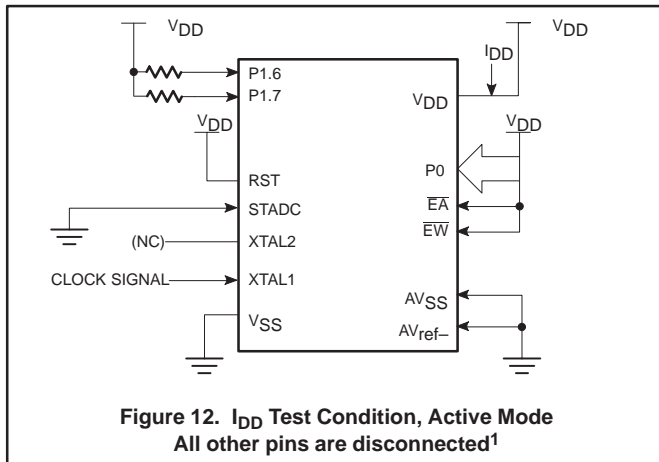 VDD
VDD
IDD
P1.6
P1.7
VDD
VDD
VDD
P0
RST
EA
STADC
EW
(NC)
XTAL2
CLOCK SIGNAL
XTAL1
AVSS
VSS
AVref–
Figure 12. IDD Test Condition, Active Mode
All other pins are disconnected1